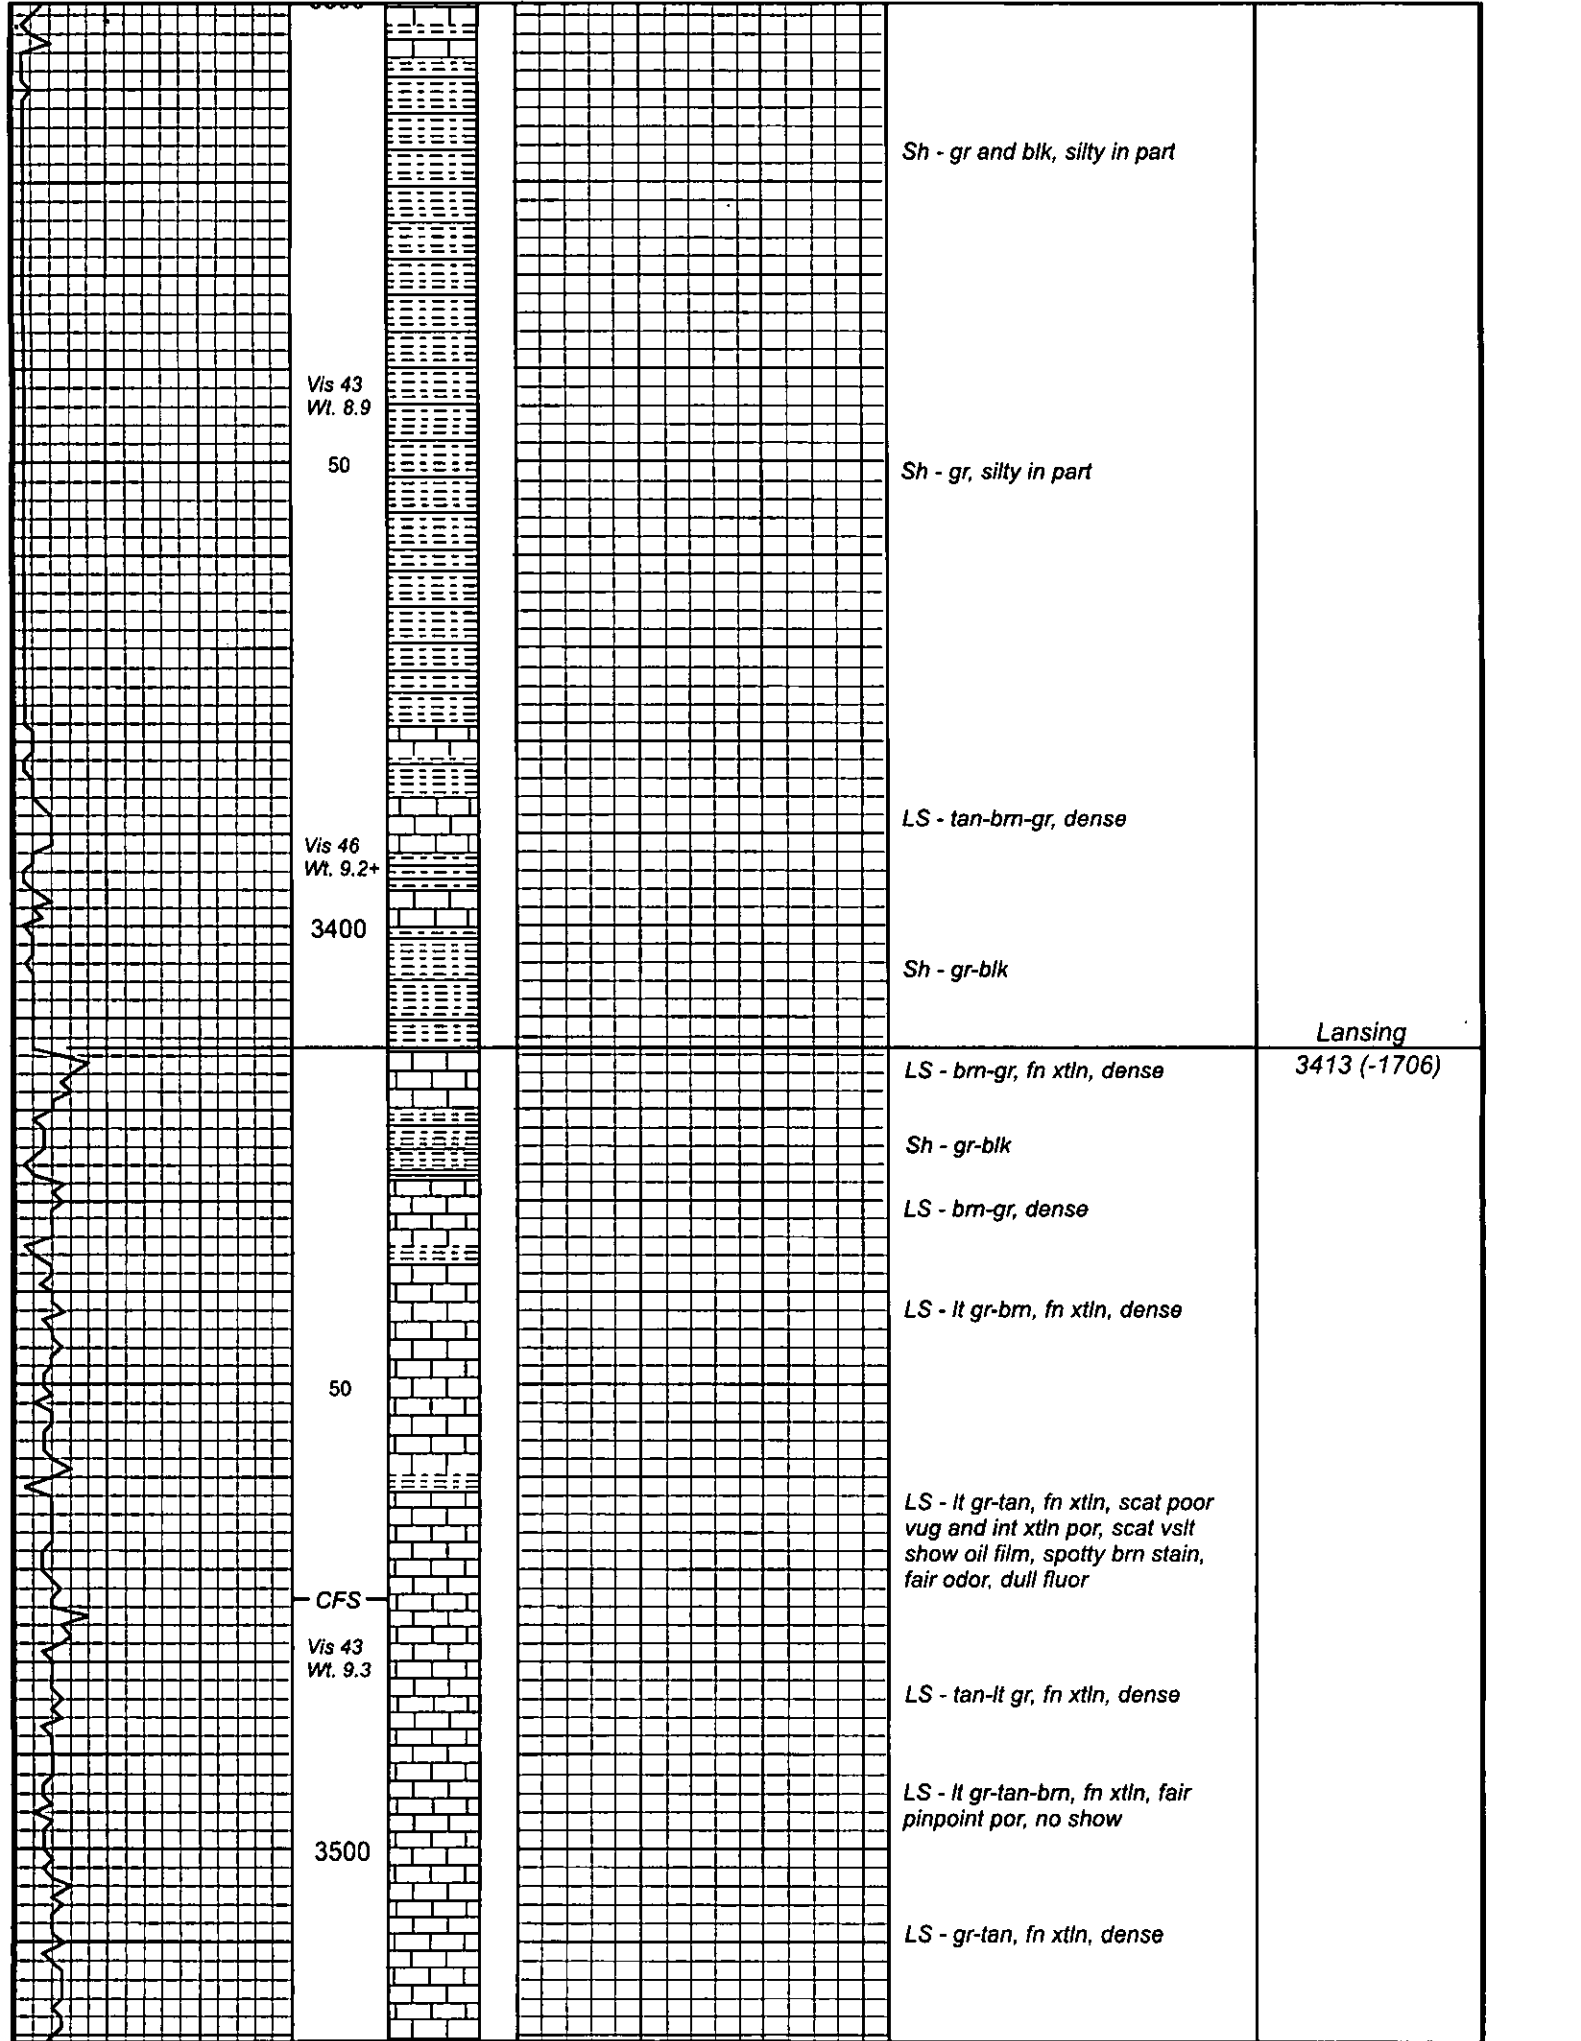 Sh - gr and blk, silty in part
Vis 43
Wt. 8.9
50
Sh - gr, silty in part
LS - tan-brn-gr, dense
Vis 46
Wt. 9.2+
3400
Sh - gr-blk
Lansing
3413 (-1706)
LS - brn-gr, fn xtln, dense
Sh - gr-blk
LS - brn-gr, dense
LS - lt gr-brn, fn xtln, dense
50
LS - lt gr-tan, fn xtln, scat poor
vug and int xtln por, scat vslt
show oil film, spotty brn stain,
fair odor, dull fluor
CFS
Vis 43
Wt. 9.3
LS - tan-lt gr, fn xtln, dense
LS - lt gr-tan-brn, fn xtln, fair
pinpoint por, no show
3500
LS - gr-tan, fn xtln, dense